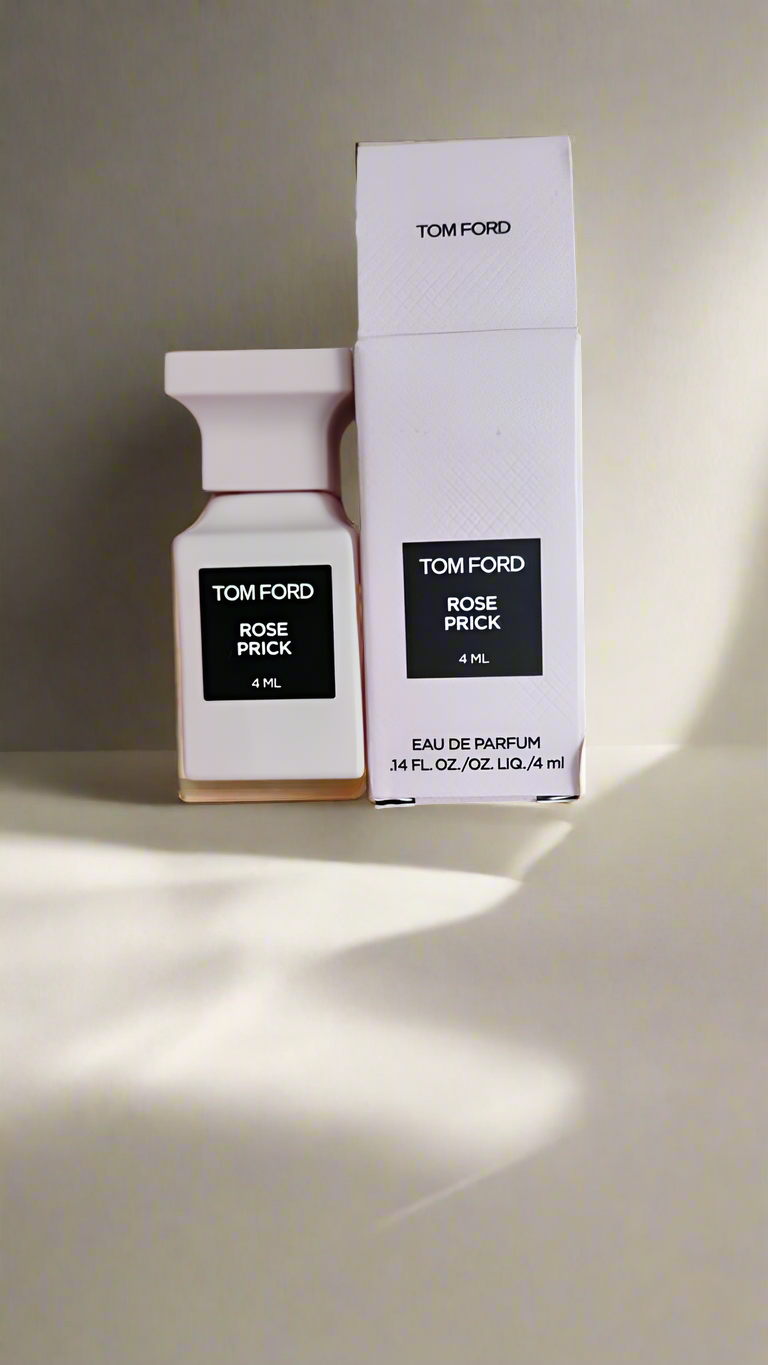 TOM FORD
TOM FORD
ROSE
PRICK
4 ML
TOM FORD
ROSE
PRICK
4 ML
EAU DE PARFUM
.14 FL. OZ./OZ. LIQ./4 ml